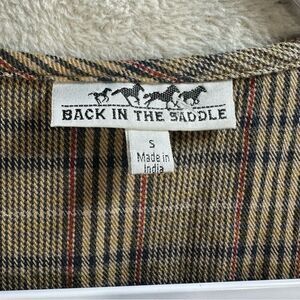 BACK IN THE SADDLE
S
Made in
India